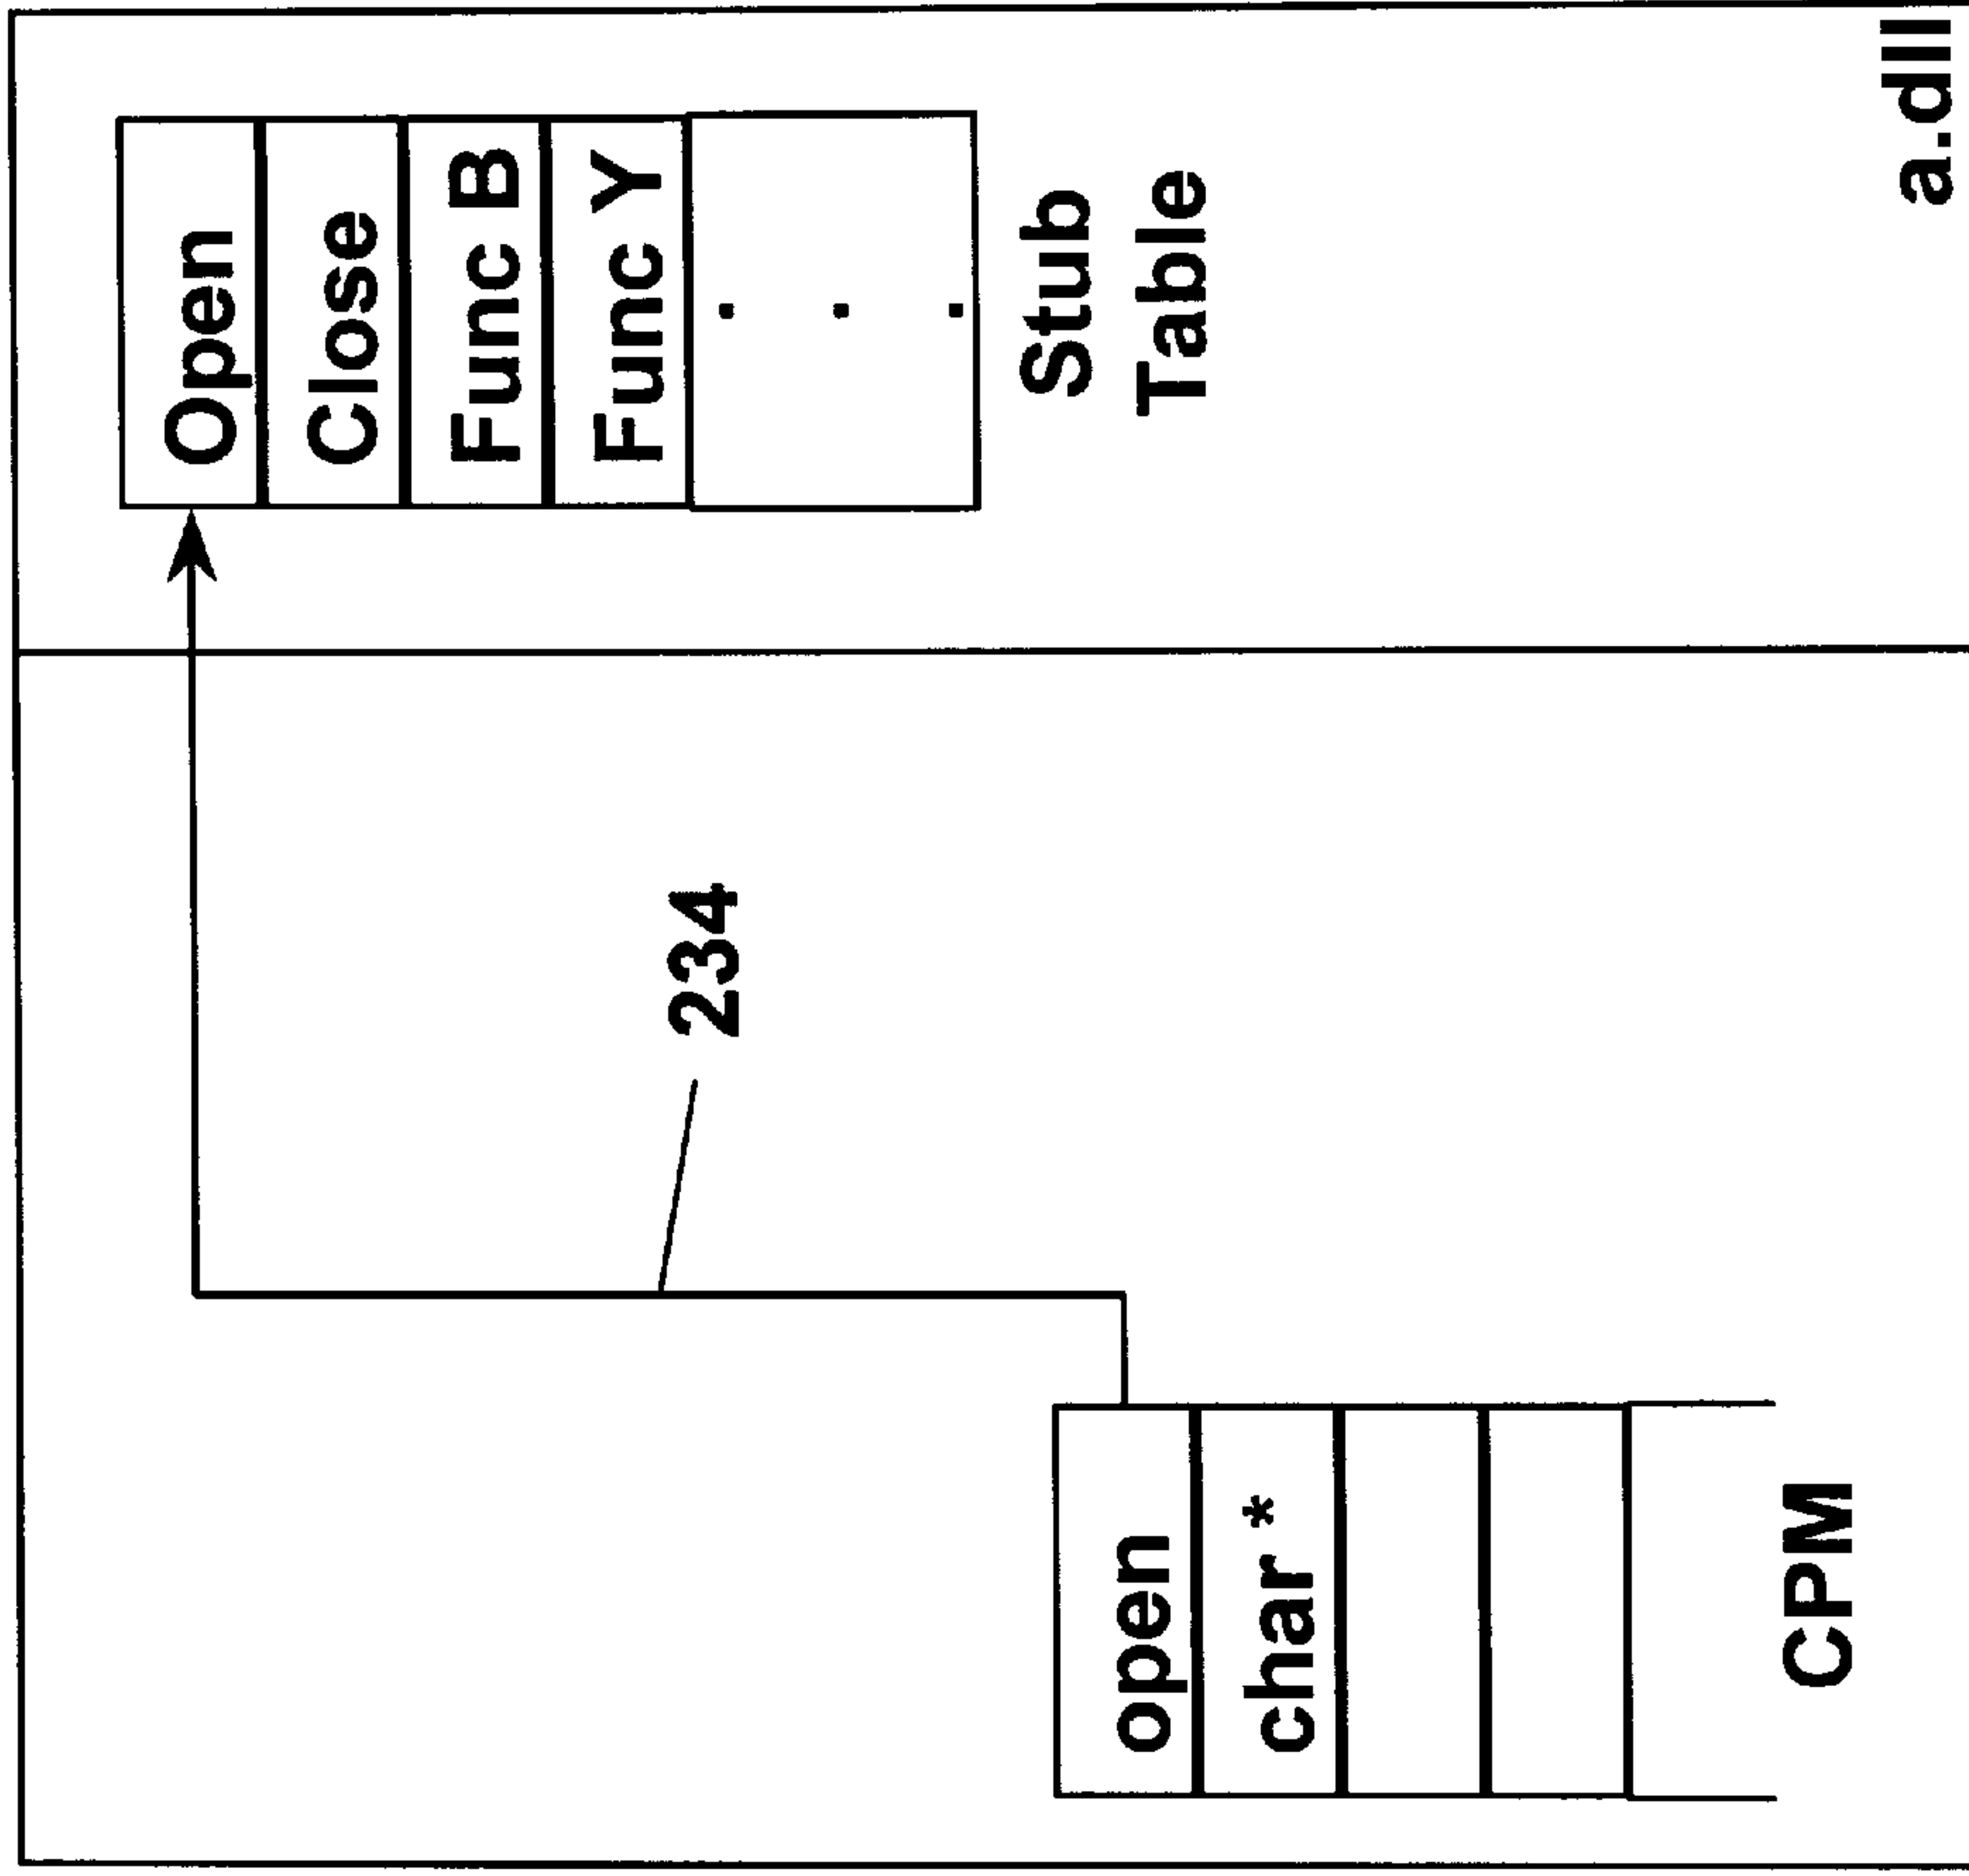 Open
Close
Func B
Func Y
.
.
.
Stub
Table
a.dll
234
open
char *
CPM